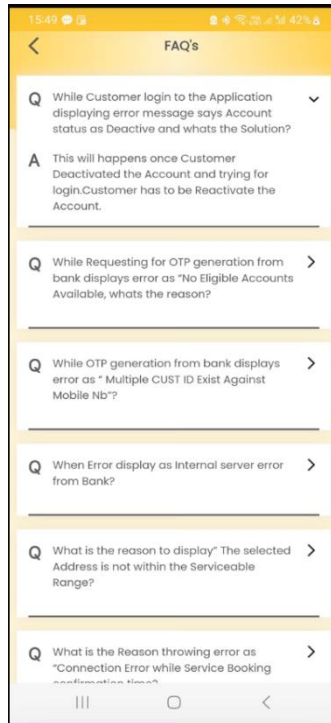 15:49
42%
FAQ's
Q While Customer login to the Application
displaying error message says Account
status as Deactive and whats the Solution?
A This will happens once Customer
Deactivated the Account and trying for
login.Customer has to be Reactivate the
Account.
Q While Requesting for OTP generation from
bank displays error as “No Eligible Accounts
Available, whats the reason?
Q While OTP generation from bank displays
error as “ Multiple CUST ID Exist Against
Mobile Nb”?
Q When Error display as Internal server error
from Bank?
Q What is the reason to display” The selected
Address is not within the Serviceable
Range?
Q What is the Reason throwing error as
“Connection Error while Service Booking
confirmation time?